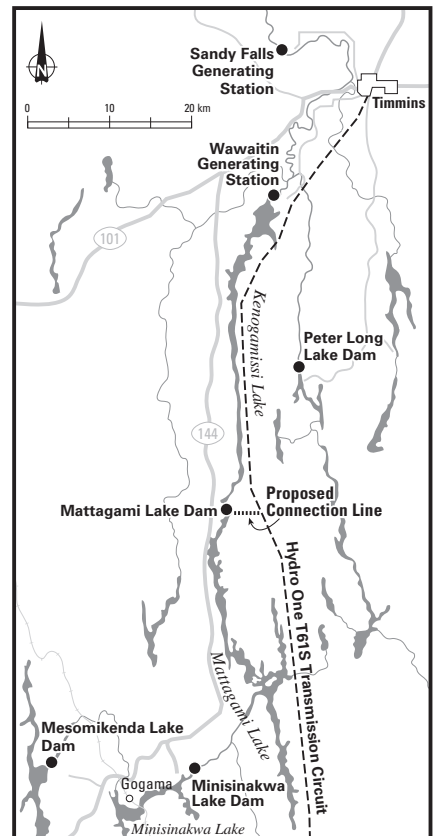 N
Sandy Falls
Generating
Station
Timmins
0 10 20 km
Wawaitin
Generating
Station
101
Kenogamissi Lake
Peter Long
Lake Dam
144
Mattagami Lake Dam
Proposed
Connection Line
Hydro One T61S Transmission Circuit
Mattagami Lake
Mesomikenda Lake
Dam
Gogama
Minisinakwa
Lake Dam
Minisinakwa Lake